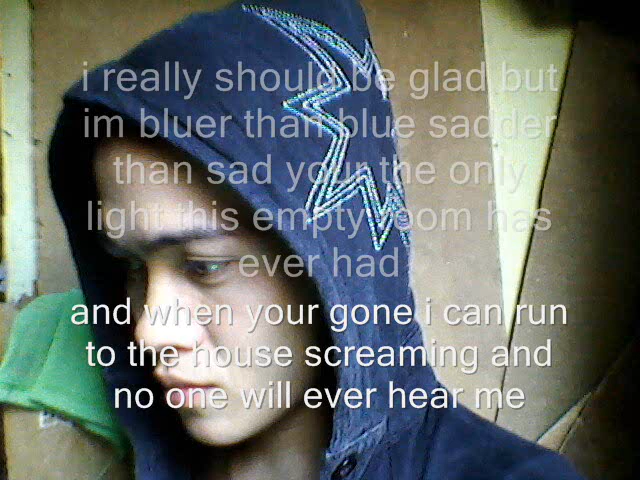 i really should be glad but
im bluer than blue sadder
than sad your the only
light this empty room has
ever had
and when your gone i can run
to the house screaming and
no one will ever hear me